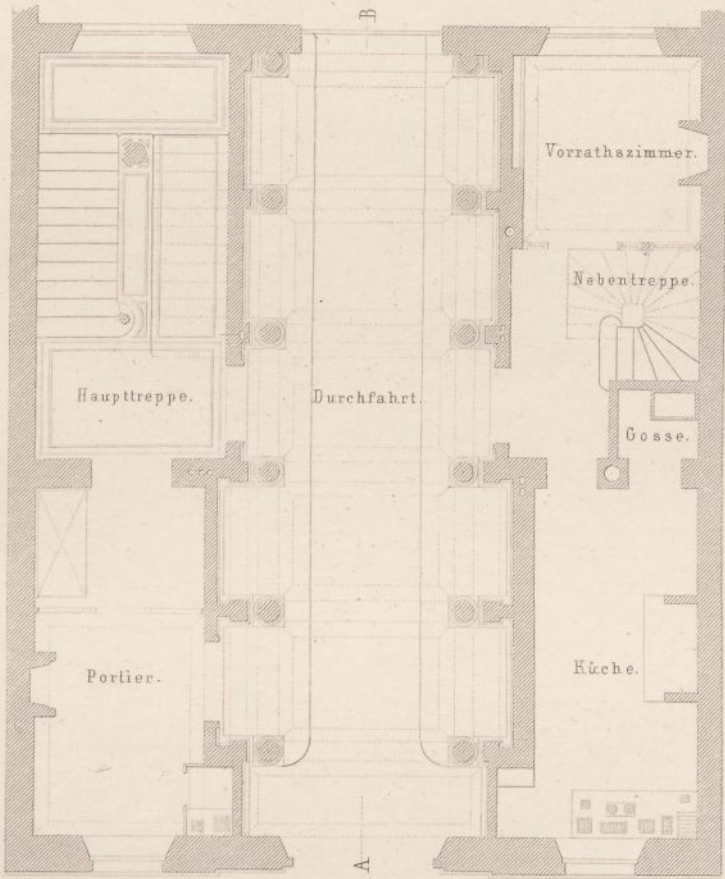 B
Vorrathszimmer.
Nebentreppe.
Haupttreppe.
Durchfahrt.
Gosse.
Portier.
Küche.
A